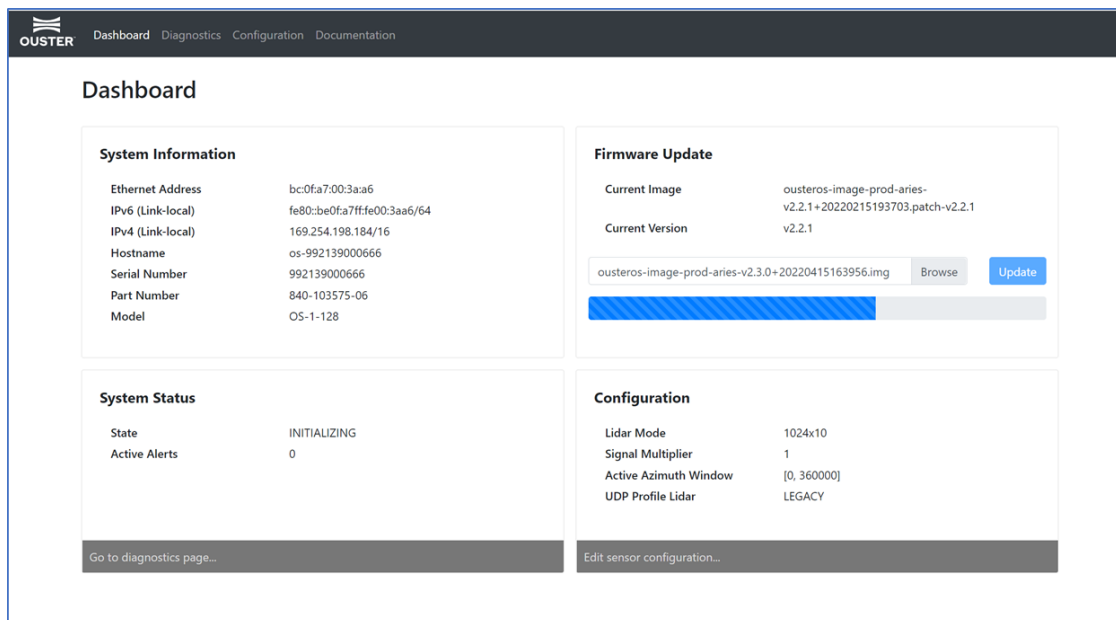 OUSTER
Dashboard Diagnostics Configuration Documentation
Dashboard
System Information
Ethernet Address bc:0f:a7:00:3a:a6
IPv6 (Link-local) fe80::be0f:a7ff:fe00:3aa6/64
IPv4 (Link-local) 169.254.198.184/16
Hostname os-992139000666
Serial Number 992139000666
Part Number 840-103575-06
Model OS-1-128
Firmware Update
Current Image ousteros-image-prod-aries-
v2.2.1+20220215193703.patch-v2.2.1
Current Version v2.2.1
ousteros-image-prod-aries-v2.3.0+20220415163956.img Browse Update
System Status
State INITIALIZING
Active Alerts 0
Go to diagnostics page...
Configuration
Lidar Mode 1024x10
Signal Multiplier 1
Active Azimuth Window [0, 360000]
UDP Profile Lidar LEGACY
Edit sensor configuration...